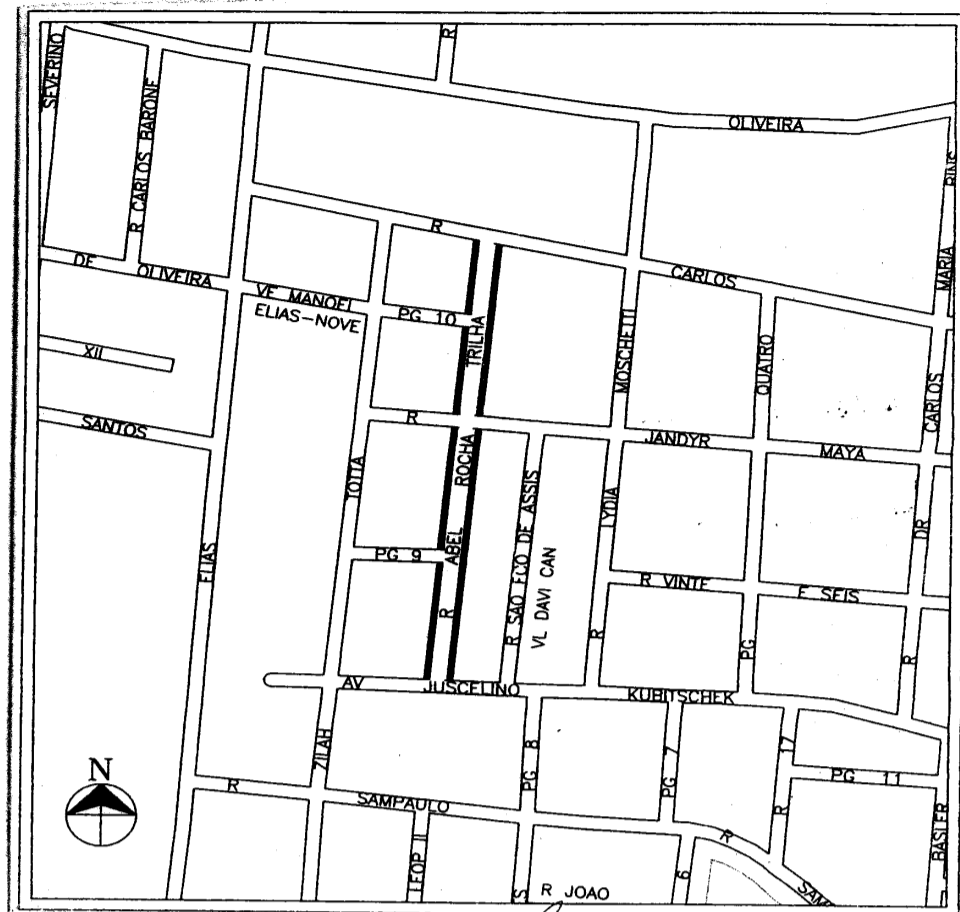 SEVERINO
R CARLOS BARONE
R
OLIVEIRA
MARIA
R
CARLOS
DE OLIVEIRA
VE MANOEL
ELIAS-NOVE
PG 10
TRILHA
MOSCHETTI
QUATRO
CARLOS
XII
SANTOS
R
JANDYR
MAYA
TOTTA
ROCHA
ABEL
R
R SAO FCO DE ASSIS
VL DAVI CAN
LYDIA
R
DR
R
ELIAS
PG 9
R VINTE
E SEIS
PG
AV
JUSCELINO
KUBITSCHEK
ZILAH
PG 8
PG 7
17
R
PG 11
N
R
SAMPAULO
R
BASLER
LEOP II
S
R JOAO
6